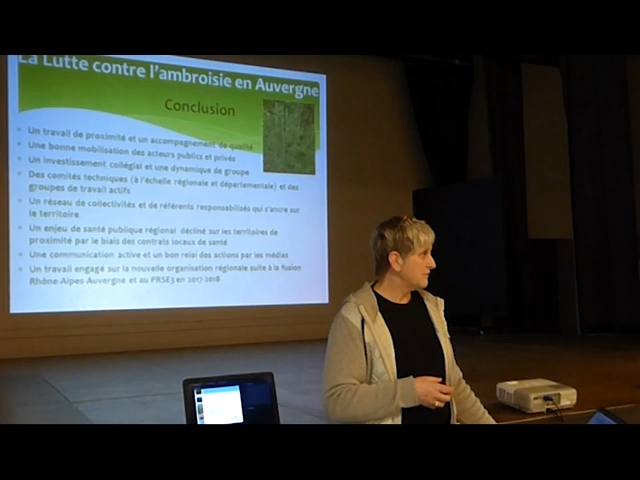 La Lutte contre l'ambroisie en Auvergne
Conclusion
• Un travail de proximité et un accompagnement de qualité
• Une bonne mobilisation des acteurs publics et privés
• Un investissement collégial et une dynamique de groupe
• Des comités techniques (à l'échelle régionale et départementale) et des
groupes de travail actifs
• Un réseau de collectivités et de référents responsabilisés qui s'ancre sur
le territoire
• Un enjeu de santé publique régional décliné sur les territoires de
proximité par le biais des contrats locaux de santé
• Une communication active et un bon relai des actions par les médias
• Un travail engagé sur la nouvelle organisation régionale suite à la fusion
Rhône-Alpes-Auvergne et au PRSE3 en 2017-2018